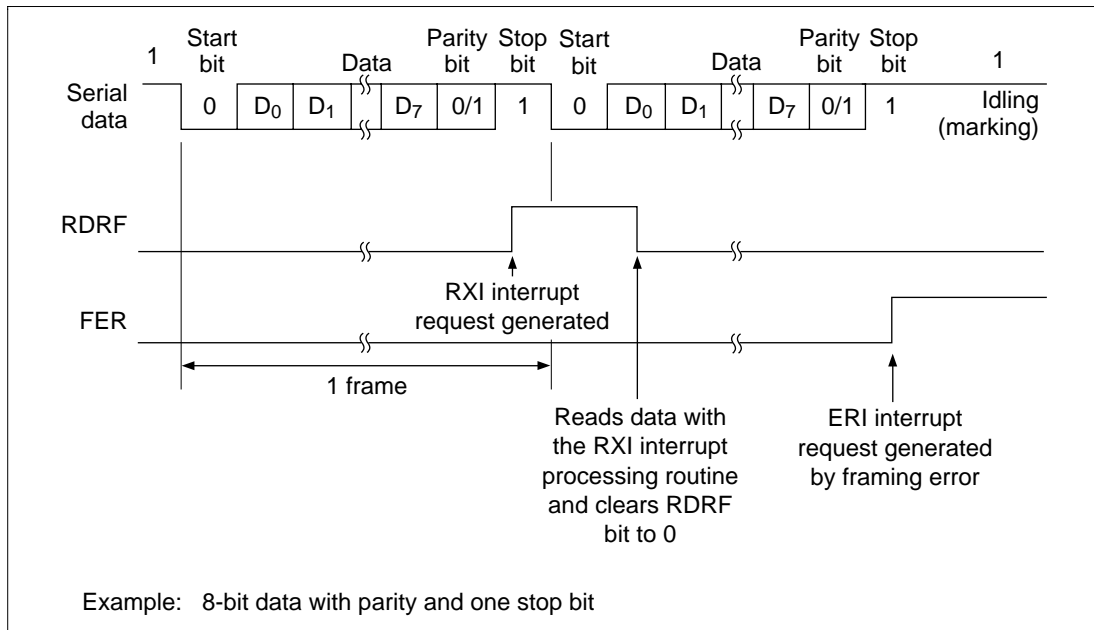 1 Start bit Data Parity bit Stop bit Start bit Data Parity bit Stop bit 1
Serial data 0 D0 D1 D7 0/1 1 0 D0 D1 D7 0/1 1 Idling (marking)
RDRF
RXI interrupt
request generated
FER
1 frame
Reads data with
the RXI interrupt
processing routine
and clears RDRF
bit to 0
ERI interrupt
request generated
by framing error
Example: 8-bit data with parity and one stop bit